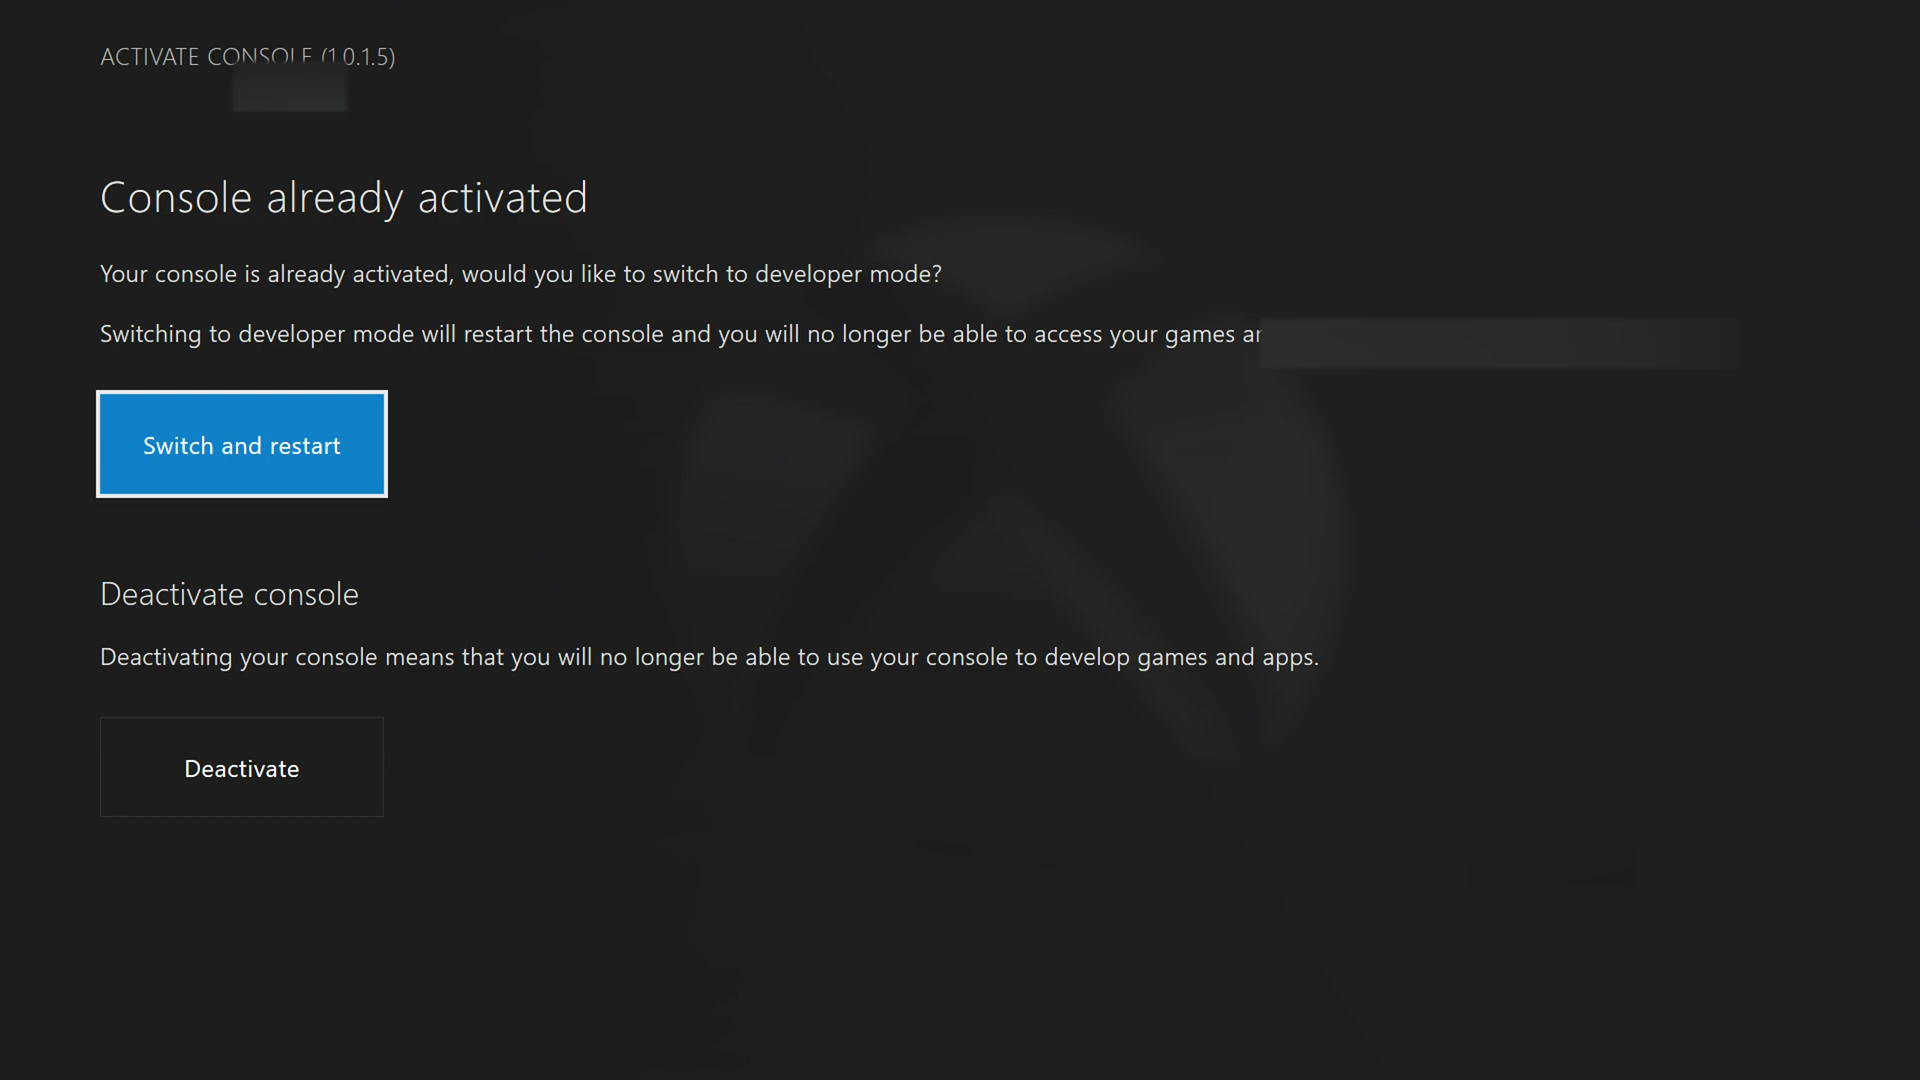 ACTIVATE CONSOLE (1.0.1.5)
Console already activated
Your console is already activated, would you like to switch to developer mode?
Switching to developer mode will restart the console and you will no longer be able to access your games
Switch and restart
Deactivate console
Deactivating your console means that you will no longer be able to use your console to develop games and apps.
Deactivate